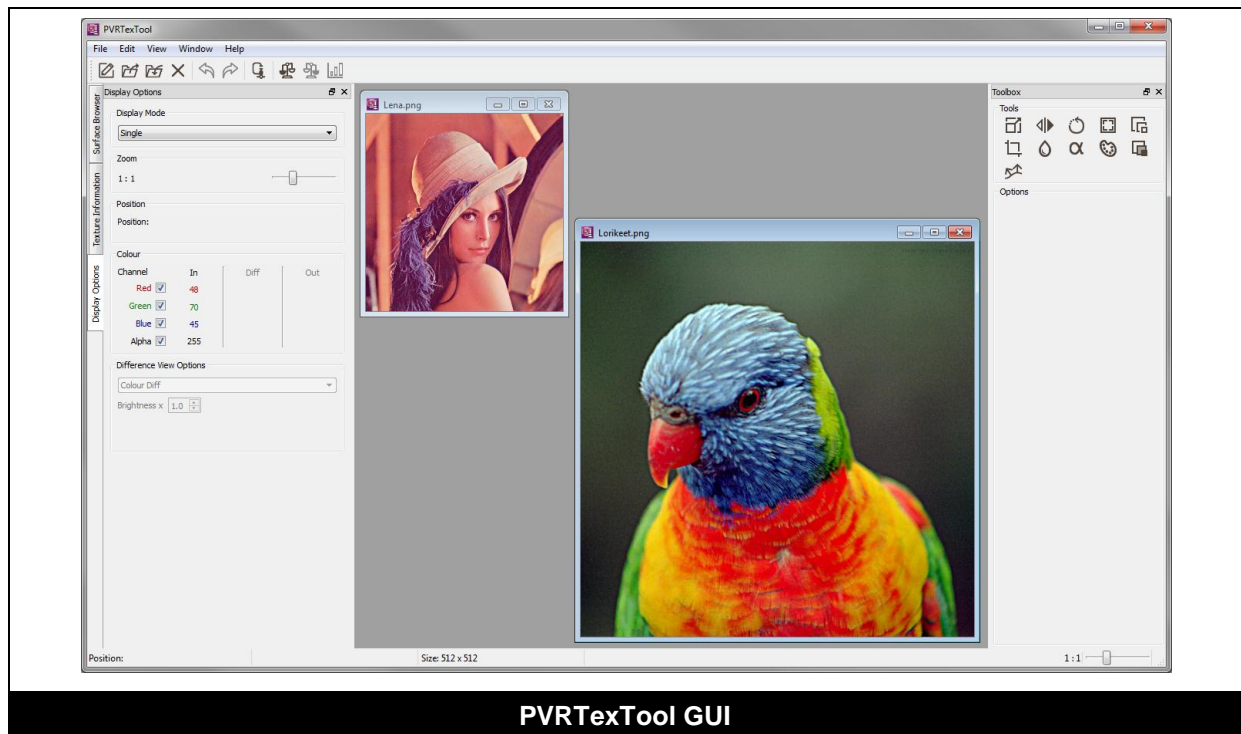 PVRTexTool
File Edit View Window Help
Surface Browser
Texture Information
Display Options
Display Options
Display Mode
Single
Zoom
1 : 1
Position
Position:
Colour
Channel In Diff Out
Red 48
Green 70
Blue 45
Alpha 255
Difference View Options
Colour Diff
Brightness x 1.0
Lena.png
Lorikeet.png
Toolbox
Tools
α
Options
Position:
Size: 512 x 512
1 : 1
PVRTexTool GUI